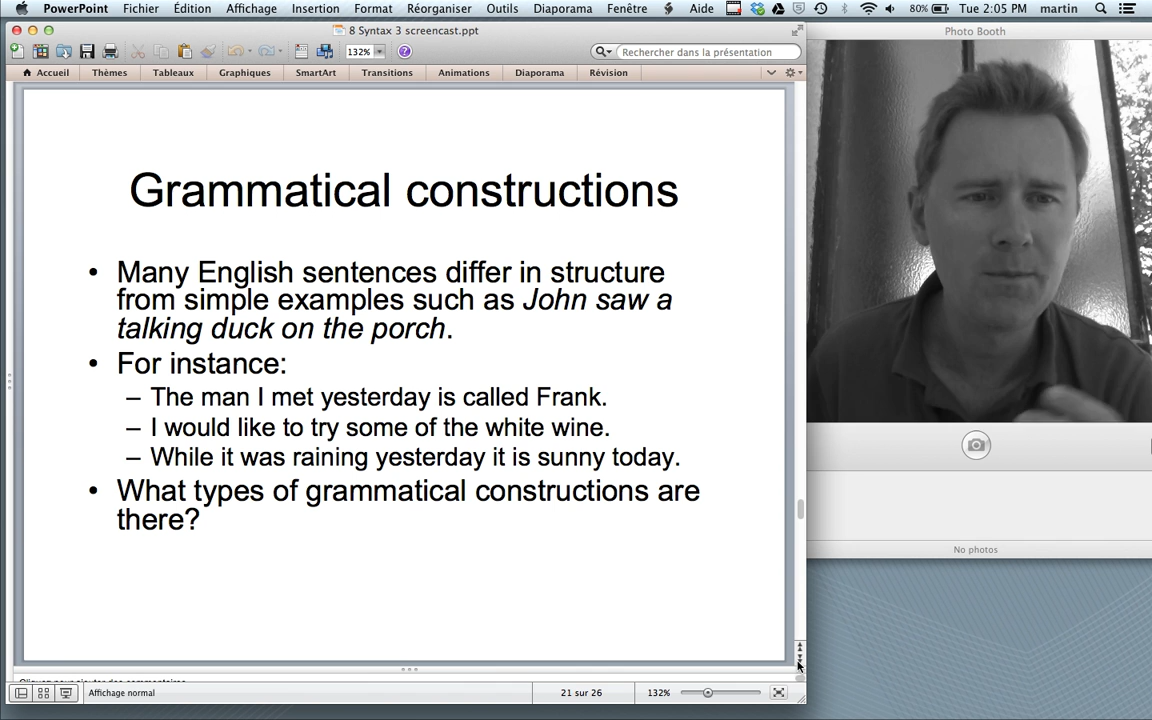 PowerPoint Fichier Édition Affichage Insertion Format Réorganiser Outils Diaporama Fenêtre Aide 80% Tue 2:05 PM martin
8 Syntax 3 screencast.ppt
Photo Booth
132% Rechercher dans la présentation
Accueil Thèmes Tableaux Graphiques SmartArt Transitions Animations Diaporama Révision
Grammatical constructions
• Many English sentences differ in structure
from simple examples such as John saw a
talking duck on the porch.
• For instance:
– The man I met yesterday is called Frank.
– I would like to try some of the white wine.
– While it was raining yesterday it is sunny today.
• What types of grammatical constructions are
there?
No photos
Affichage normal 21 sur 26 132%